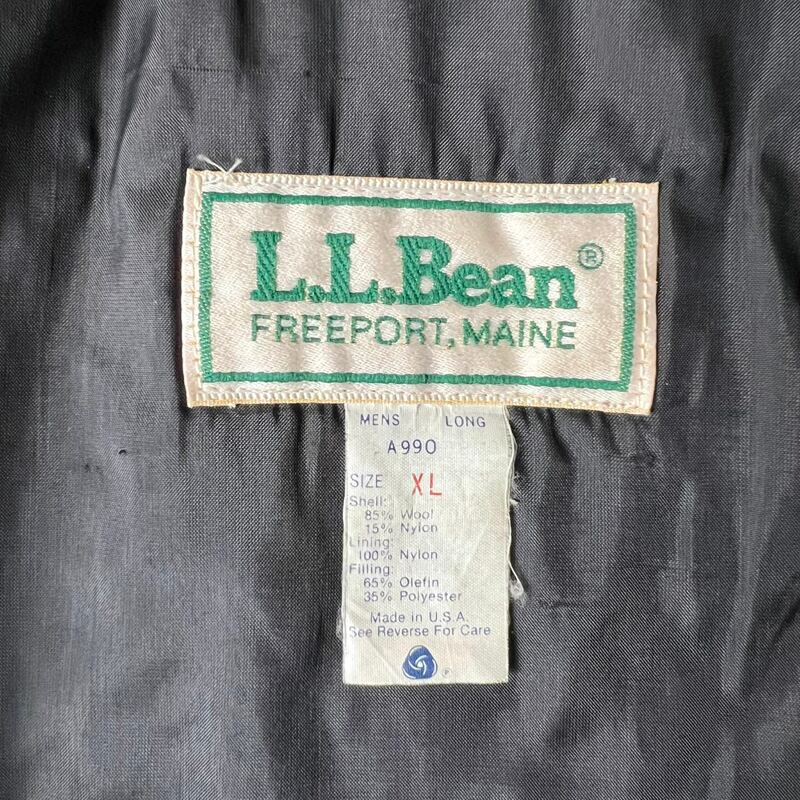 L.L.Bean®
FREEPORT, MAINE
MENS LONG
A990
SIZE XL
Shell:
85% Wool
15% Nylon
Lining:
100% Nylon
Filling:
65% Olefin
35% Polyester
Made in U.S.A.
See Reverse For Care
®